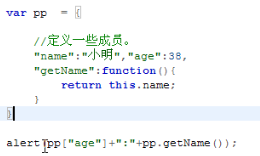 var pp = {
//定义一些成员。
"name":"小明","age":38,
"getName":function(){
return this.name;
}
}
alert(pp["age"]+":"+pp.getName());